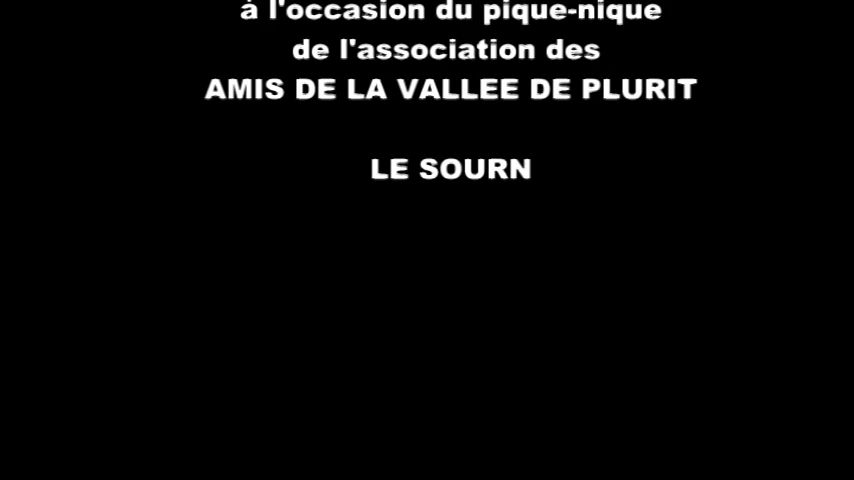 à l'occasion du pique-nique
de l'association des
AMIS DE LA VALLEE DE PLURIT
LE SOURN